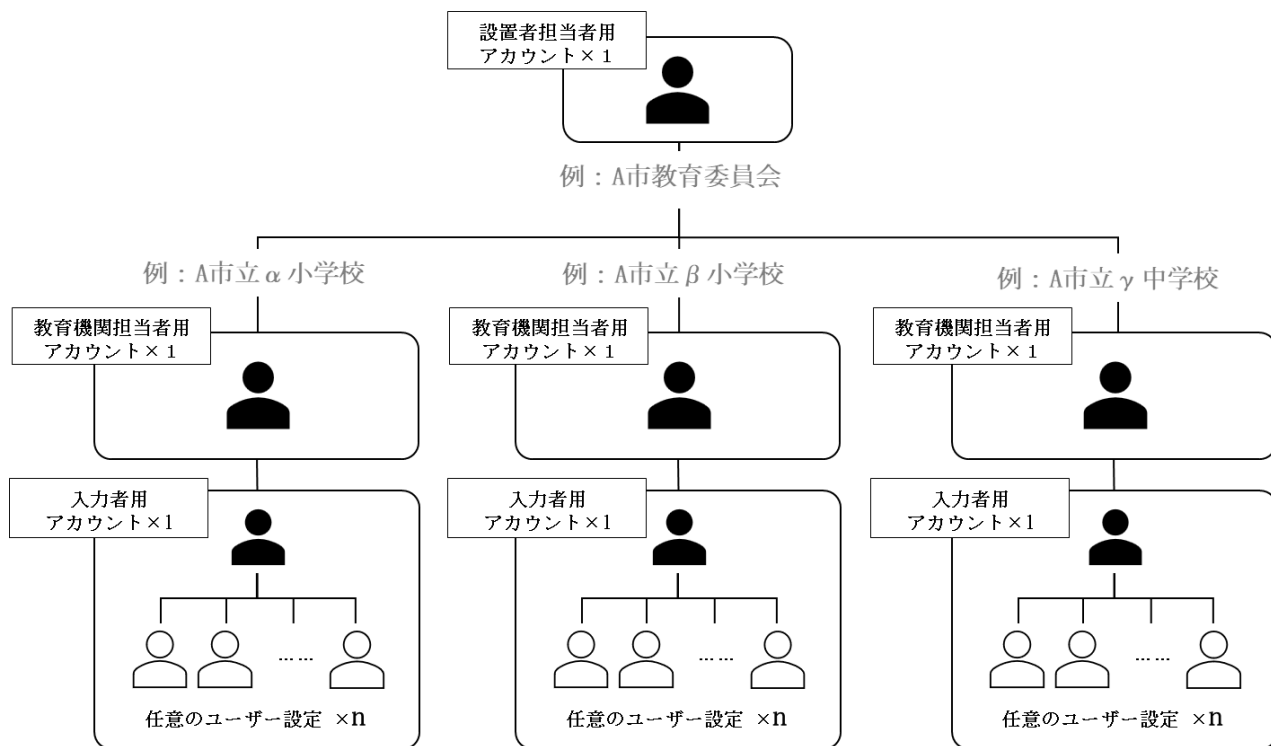 設置者担当者用
アカウント×1
例：A市教育委員会
例：A市立α小学校
例：A市立β小学校
例：A市立γ中学校
教育機関担当者用
アカウント×1
教育機関担当者用
アカウント×1
教育機関担当者用
アカウント×1
入力者用
アカウント×1
入力者用
アカウント×1
入力者用
アカウント×1
……
……
……
任意のユーザー設定 ×n
任意のユーザー設定 ×n
任意のユーザー設定 ×n